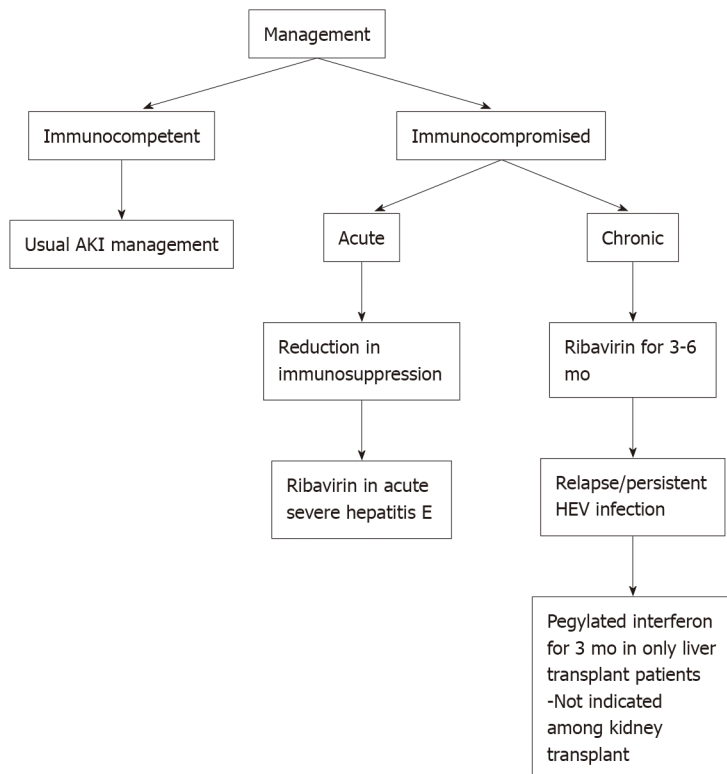 Management
Immunocompetent
Immunocompromised
Usual AKI management
Acute
Chronic
Reduction in
immunosuppression
Ribavirin for 3-6
mo
Ribavirin in acute
severe hepatitis E
Relapse/persistent
HEV infection
Pegylated interferon
for 3 mo in only liver
transplant patients
-Not indicated
among kidney
transplant